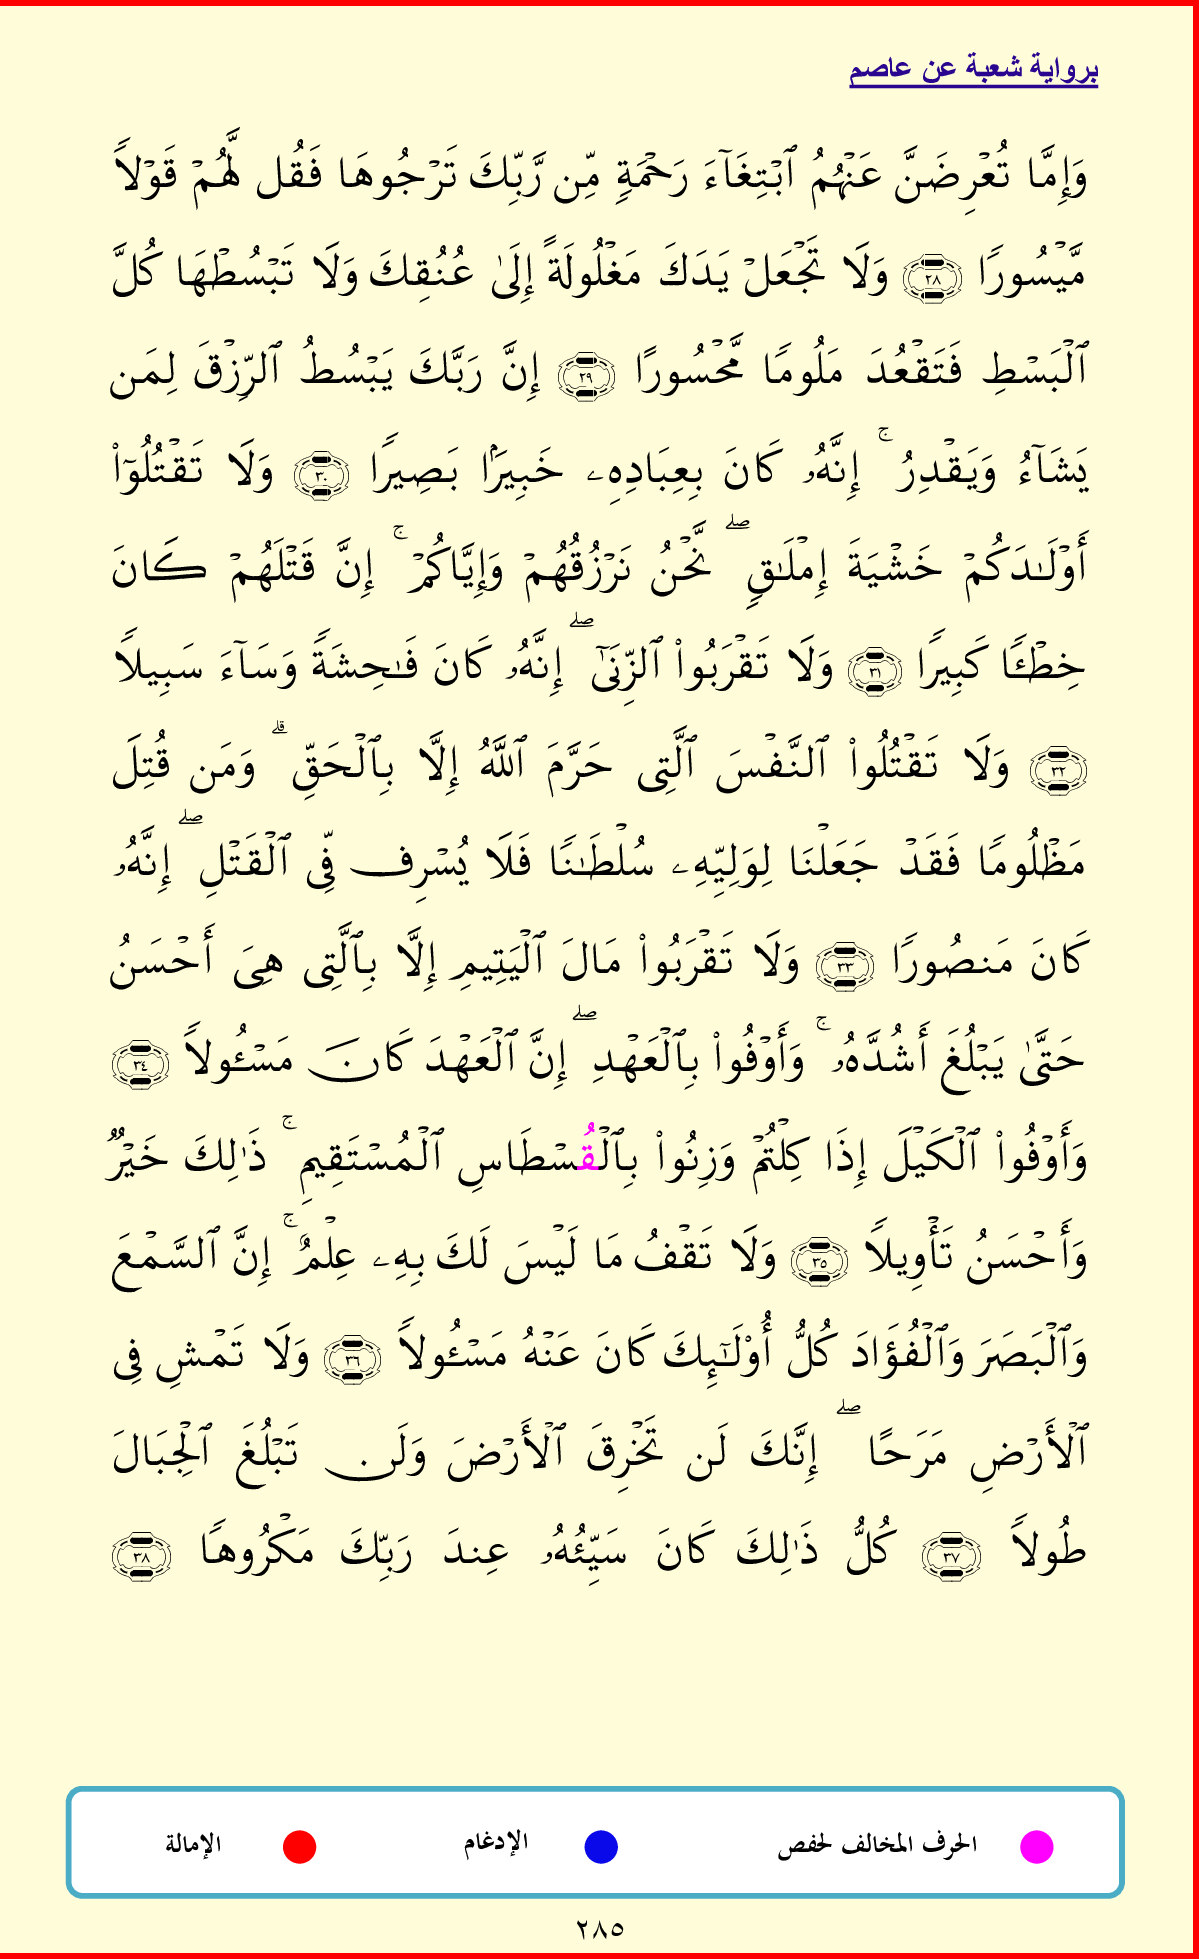 برواية شعبة عن عاصم
وَإِمَّا تُعْرِضَنَّ عَنْهُمُ ٱبْتِغَآءَ رَحْمَةٍ مِّن رَّبِّكَ تَرْجُوهَا فَقُل لَّهُمْ قَوْلاً
مَّيْسُورًا ٢٨ وَلَا تَجْعَلْ يَدَكَ مَغْلُولَةً إِلَىٰ عُنُقِكَ وَلَا تَبْسُطْهَا كُلَّ
ٱلْبَسْطِ فَتَقْعُدَ مَلُومًا مَّحْسُورًا ٢٩ إِنَّ رَبَّكَ يَبْسُطُ ٱلرِّزْقَ لِمَن
يَشَآءُ وَيَقْدِرُ ۚ إِنَّهُۥ كَانَ بِعِبَادِهِۦ خَبِيرَۢا بَصِيرًا ٣٠ وَلَا تَقْتُلُوٓا۟
أَوْلَٰدَكُمْ خَشْيَةَ إِمْلَٰقٍ ۖ نَّحْنُ نَرْزُقُهُمْ وَإِيَّاكُمْ ۚ إِنَّ قَتْلَهُمْ كَانَ
خِطْـًٔا كَبِيرًا ٣١ وَلَا تَقْرَبُوا۟ ٱلزِّنَىٰٓ ۖ إِنَّهُۥ كَانَ فَٰحِشَةً وَسَآءَ سَبِيلاً
٣٢ وَلَا تَقْتُلُوا۟ ٱلنَّفْسَ ٱلَّتِى حَرَّمَ ٱللَّهُ إِلَّا بِٱلْحَقِّ ۗ وَمَن قُتِلَ
مَظْلُومًا فَقَدْ جَعَلْنَا لِوَلِيِّهِۦ سُلْطَٰنًا فَلَا يُسْرِف فِّى ٱلْقَتْلِ ۖ إِنَّهُۥ
كَانَ مَنصُورًا ٣٣ وَلَا تَقْرَبُوا۟ مَالَ ٱلْيَتِيمِ إِلَّا بِٱلَّتِى هِىَ أَحْسَنُ
حَتَّىٰ يَبْلُغَ أَشُدَّهُۥ ۚ وَأَوْفُوا۟ بِٱلْعَهْدِ ۖ إِنَّ ٱلْعَهْدَ كَانَ مَسْـُٔولاً ٣٤
وَأَوْفُوا۟ ٱلْكَيْلَ إِذَا كِلْتُمْ وَزِنُوا۟ بِٱلْقُسْطَاسِ ٱلْمُسْتَقِيمِ ۚ ذَٰلِكَ خَيْرٌ
وَأَحْسَنُ تَأْوِيلاً ٣٥ وَلَا تَقْفُ مَا لَيْسَ لَكَ بِهِۦ عِلْمٌ ۚ إِنَّ ٱلسَّمْعَ
وَٱلْبَصَرَ وَٱلْفُؤَادَ كُلُّ أُو۟لَٰٓئِكَ كَانَ عَنْهُ مَسْـُٔولاً ٣٦ وَلَا تَمْشِ فِى
ٱلْأَرْضِ مَرَحًا ۖ إِنَّكَ لَن تَخْرِقَ ٱلْأَرْضَ وَلَن تَبْلُغَ ٱلْجِبَالَ
طُولاً ٣٧ كُلُّ ذَٰلِكَ كَانَ سَيِّئُهُۥ عِندَ رَبِّكَ مَكْرُوهًا ٣٨
الحرف المخالف لحفص الإدغام الإمالة
٢٨٥